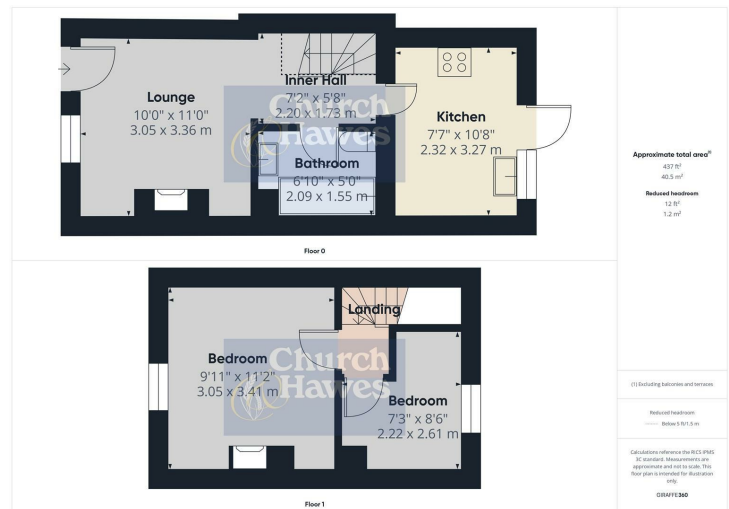 Lounge
10'0" x 11'0"
3.05 x 3.36 m
Inner Hall
7'2" x 5'8"
2.20 x 1.73 m
Kitchen
7'7" x 10'8"
2.32 x 3.27 m
Bathroom
6'10" x 5'0"
2.09 x 1.55 m
Church
Hawes
Floor 0
Landing
Bedroom
9'11" x 11'2"
3.05 x 3.41 m
Bedroom
7'3" x 8'6"
2.22 x 2.61 m
Church
Hawes
Floor 1
Approximate total area⁽¹⁾
437 ft²
40.5 m²
Reduced headroom
12 ft²
1.2 m²
(1) Excluding balconies and terraces
Reduced headroom
Below 5 ft/1.5 m
Calculations reference the RICS IPMS
3C standard. Measurements are
approximate and not to scale. This
floor plan is intended for illustration
only.
GIRAFFE360